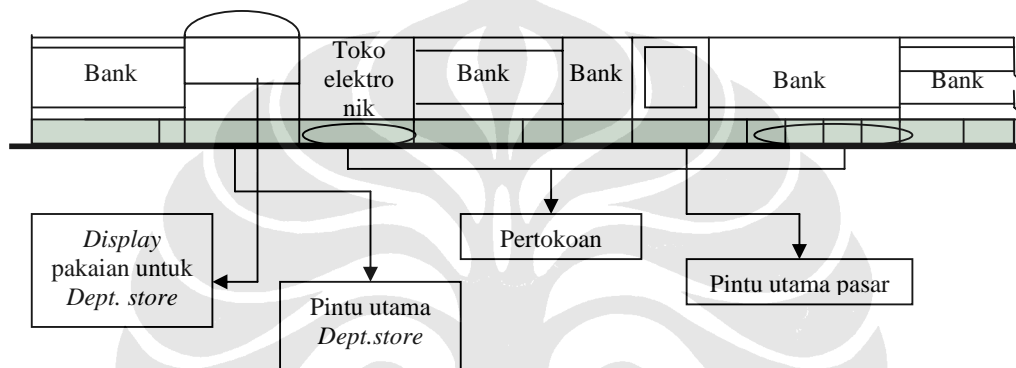 Bank
Toko
elektro
nik
Bank
Bank
Bank
Bank
Display
pakaian untuk
Dept. store
Pintu utama
Dept.store
Pertokoan
Pintu utama pasar